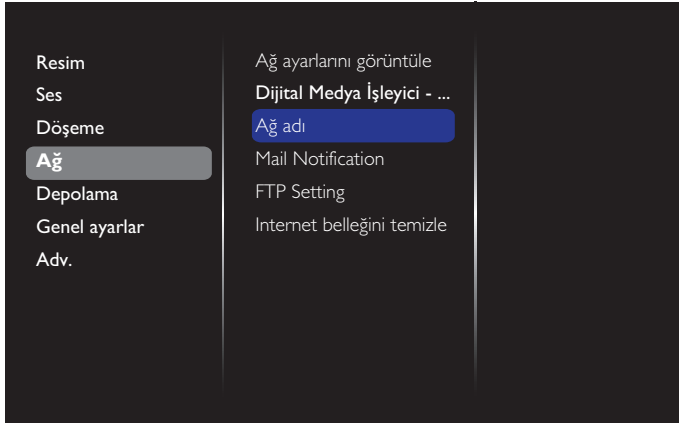 Resim
Ses
Döşeme
Ağ
Depolama
Genel ayarlar
Adv.
Ağ ayarlarını görüntüle
Dijital Medya İşleyici - ...
Ağ adı
Mail Notification
FTP Setting
Internet belleğini temizle